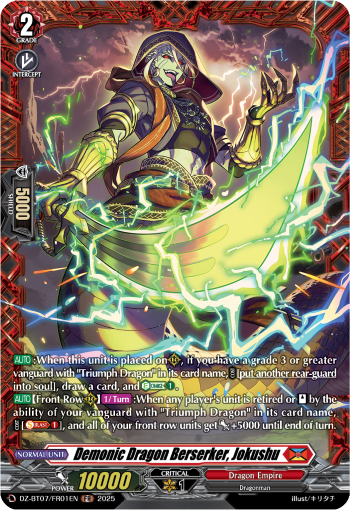 2
GRADE
INTERCEPT
5000
SHIELD
AUTO:When this unit is placed on R, if you have a grade 3 or greater
vanguard with "Triumph Dragon" in its card name, [put another rear-guard
into soul], draw a card, and CHARGE 1.
AUTO[Front Row R] 1/Turn :When any player's unit is retired or by the
ability of your vanguard with "Triumph Dragon" in its card name,
[S BLAST 1], and all of your front row units get +5000 until end of turn.
NORMAL UNIT
Demonic Dragon Berserker, Jokushu
POWER
10000
CRITICAL
1
Dragon Empire
Dragonman
DZ-BT07/FR01EN FR 2025
illust/キリタチ